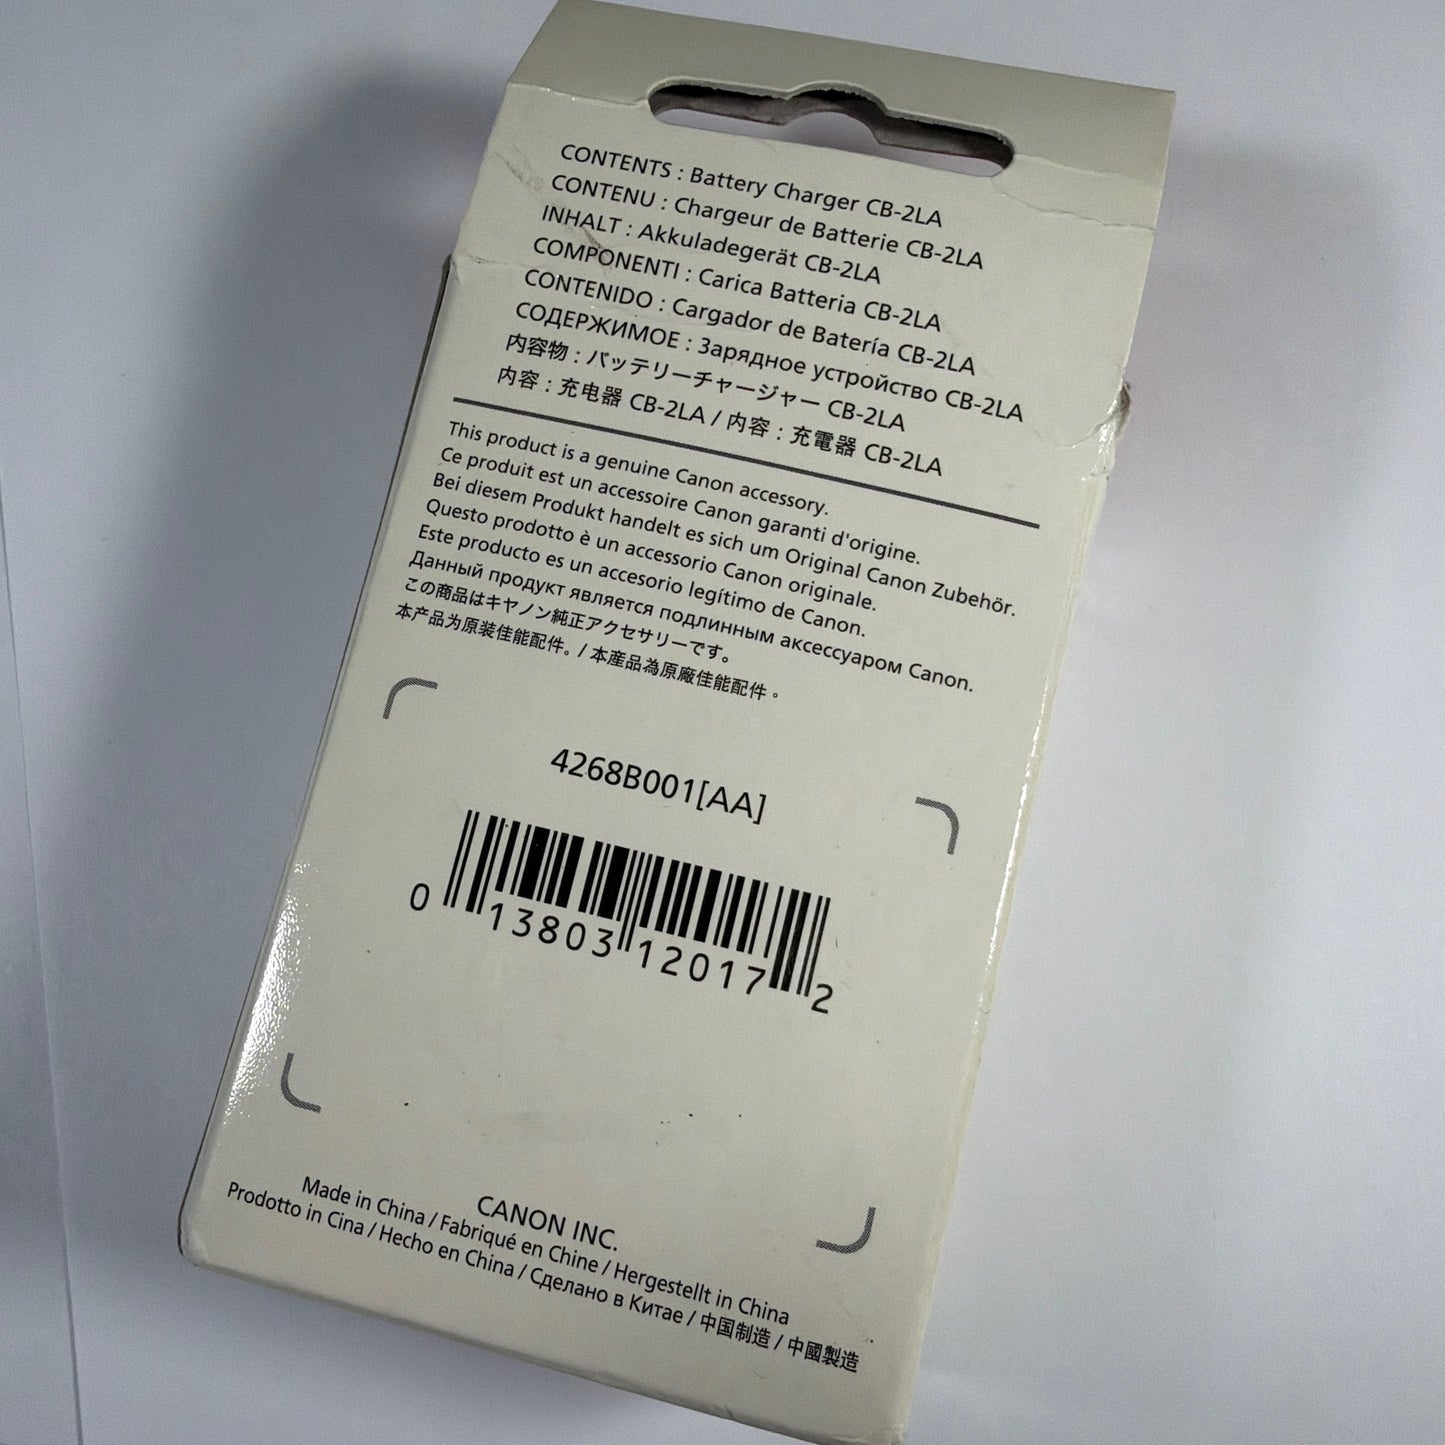 CONTENTS : Battery Charger CB-2LA
CONTENU : Chargeur de Batterie CB-2LA
INHALT : Akkuladegerät CB-2LA
COMPONENTI : Carica Batteria CB-2LA
CONTENIDO : Cargador de Batería CB-2LA
СОДЕРЖИМОЕ : Зарядное устройство CB-2LA
内容物 : バッテリーチャージャー CB-2LA
内容 : 充电器 CB-2LA / 内容 : 充電器 CB-2LA
This product is a genuine Canon accessory.
Ce produit est un accessoire Canon garanti d'origine.
Bei diesem Produkt handelt es sich um Original Canon Zubehör.
Questo prodotto è un accessorio Canon originale.
Este producto es un accesorio legítimo de Canon.
Данный продукт является подлинным аксессуаром Canon.
この商品はキヤノン純正アクセサリーです。
本产品为原装佳能配件。/ 本産品為原廠佳能配件。
4268B001[AA]
0 13803 12017 2
CANON INC.
Made in China / Fabriqué en Chine / Hergestellt in China
Prodotto in Cina / Hecho en China / Сделано в Китае / 中国制造 / 中國製造